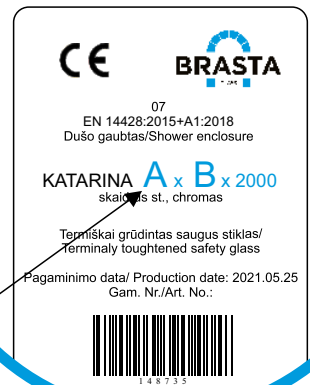 CE
BRASTA
07
EN 14428:2015+A1:2018
Dušo gaubtas/Shower enclosure
KATARINA A x B x 2000
skaidrus st., chromas
Termiškai grūdintas saugus stiklas/
Terminaly toughtened safety glass
Pagaminimo data/ Production date: 2021.05.25
Gam. Nr./Art. No.:
148735